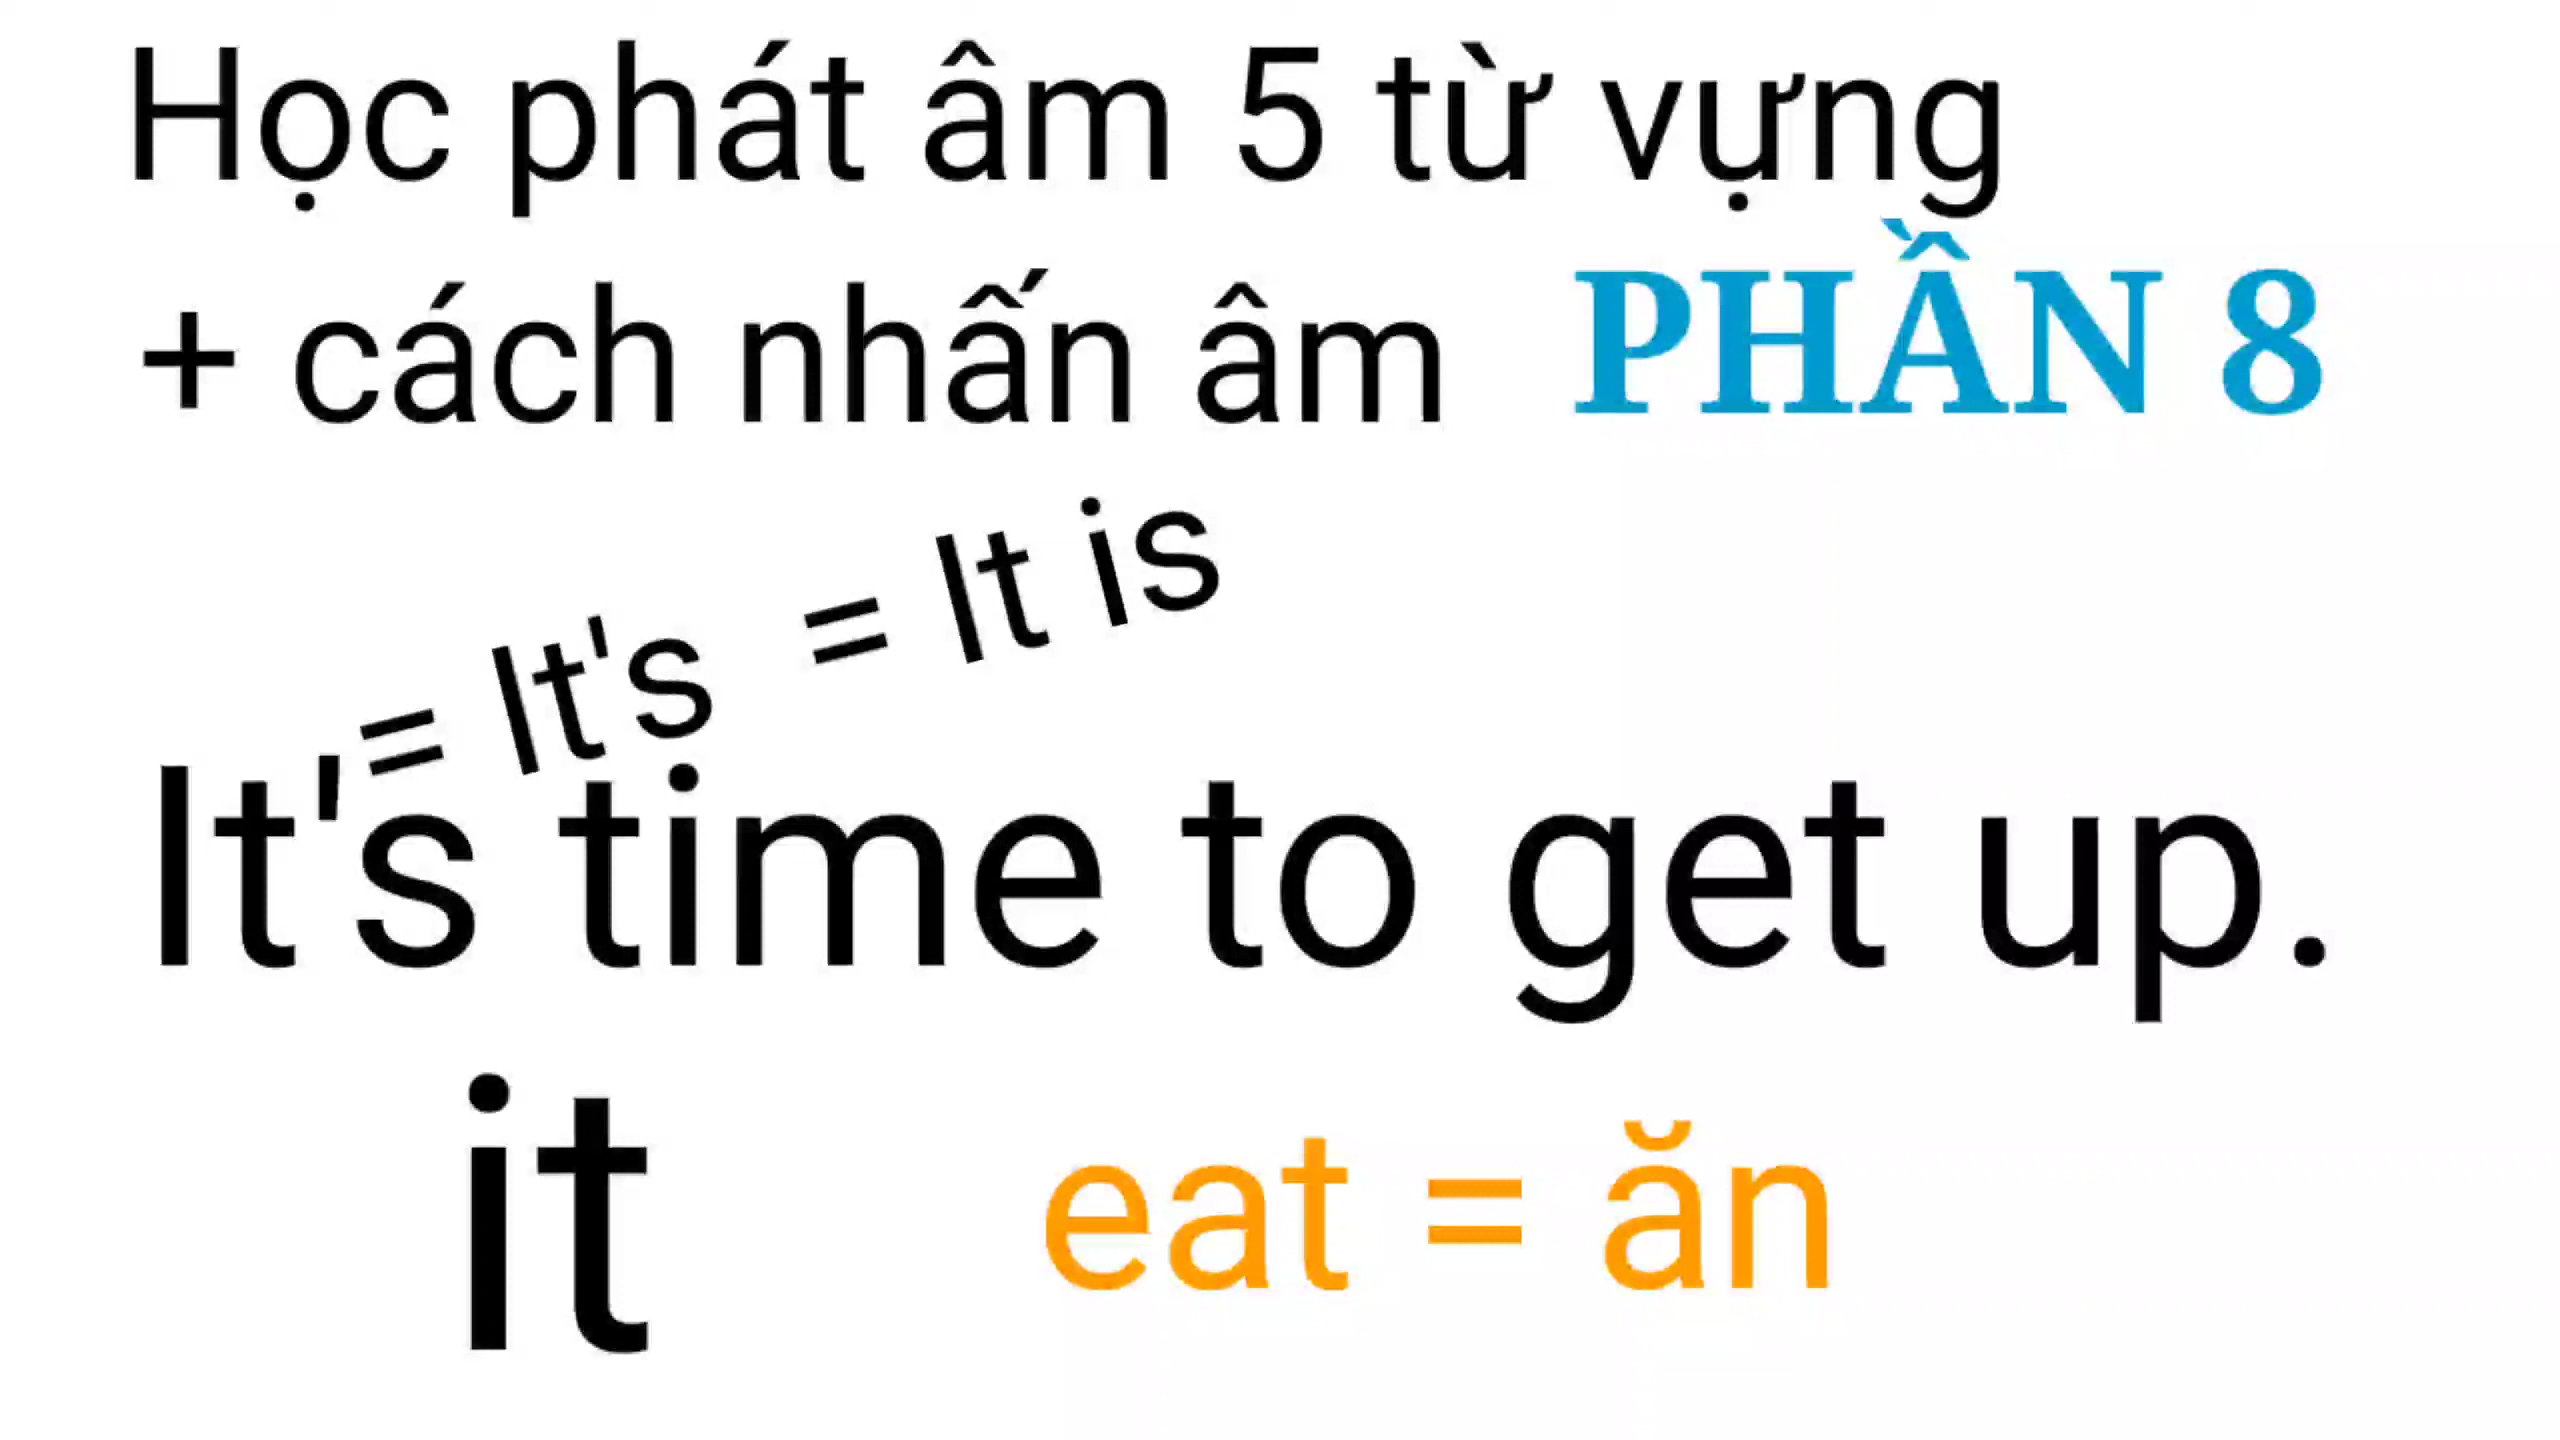 Học phát âm 5 từ vựng
+ cách nhấn âm PHẦN 8
= It's = It is
It's time to get up.
it eat = ăn